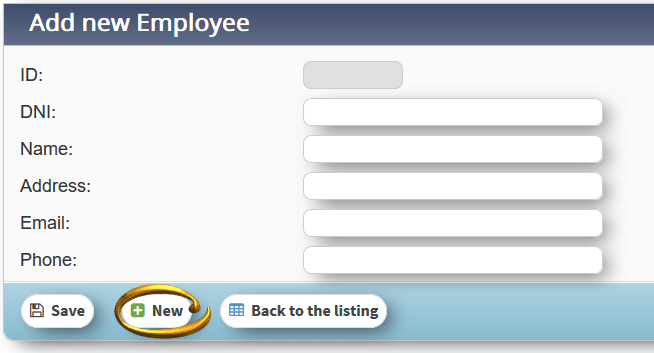 Add new Employee
ID:
DNI:
Name:
Address:
Email:
Phone:
Save New Back to the listing